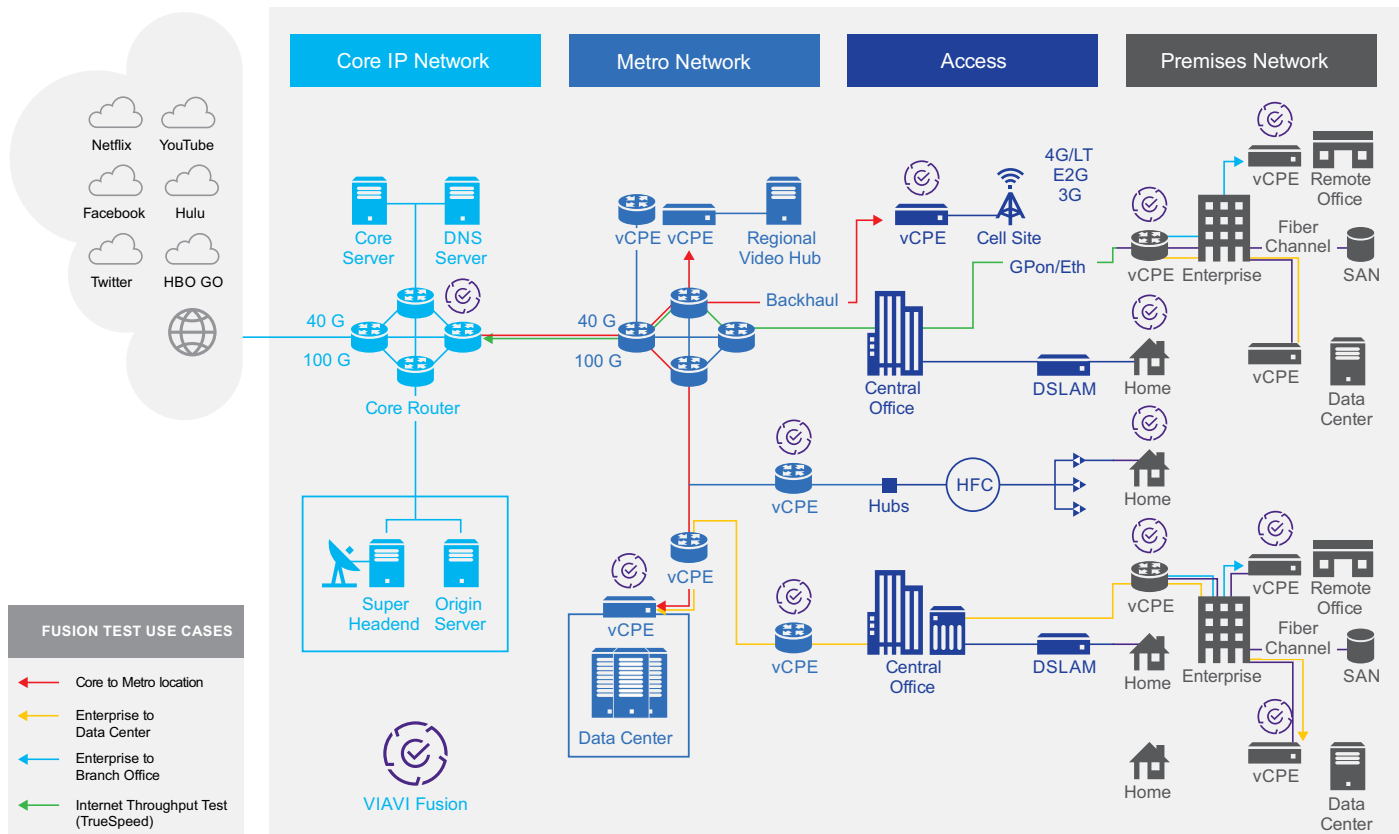 Core IP Network
Metro Network
Access
Premises Network
Netflix
YouTube
Facebook
Hulu
Twitter
HBO GO
Core
Server
DNS
Server
40 G
100 G
Core Router
Super
Headend
Origin
Server
VIAVI Fusion
vCPE
vCPE
Regional
Video Hub
40 G
100 G
Backhaul
vCPE
vCPE
vCPE
vCPE
Data Center
vCPE
Cell Site
4G/LT
E2G
3G
GPon/Eth
Central
Office
DSLAM
Hubs
HFC
Central
Office
DSLAM
vCPE
Remote
Office
vCPE
Enterprise
Fiber
Channel
SAN
Home
vCPE
Data
Center
Home
vCPE
vCPE
Remote
Office
Enterprise
Fiber
Channel
SAN
Home
vCPE
Home
Data
Center
FUSION TEST USE CASES
Core to Metro location
Enterprise to
Data Center
Enterprise to
Branch Office
Internet Throughput Test
(TrueSpeed)